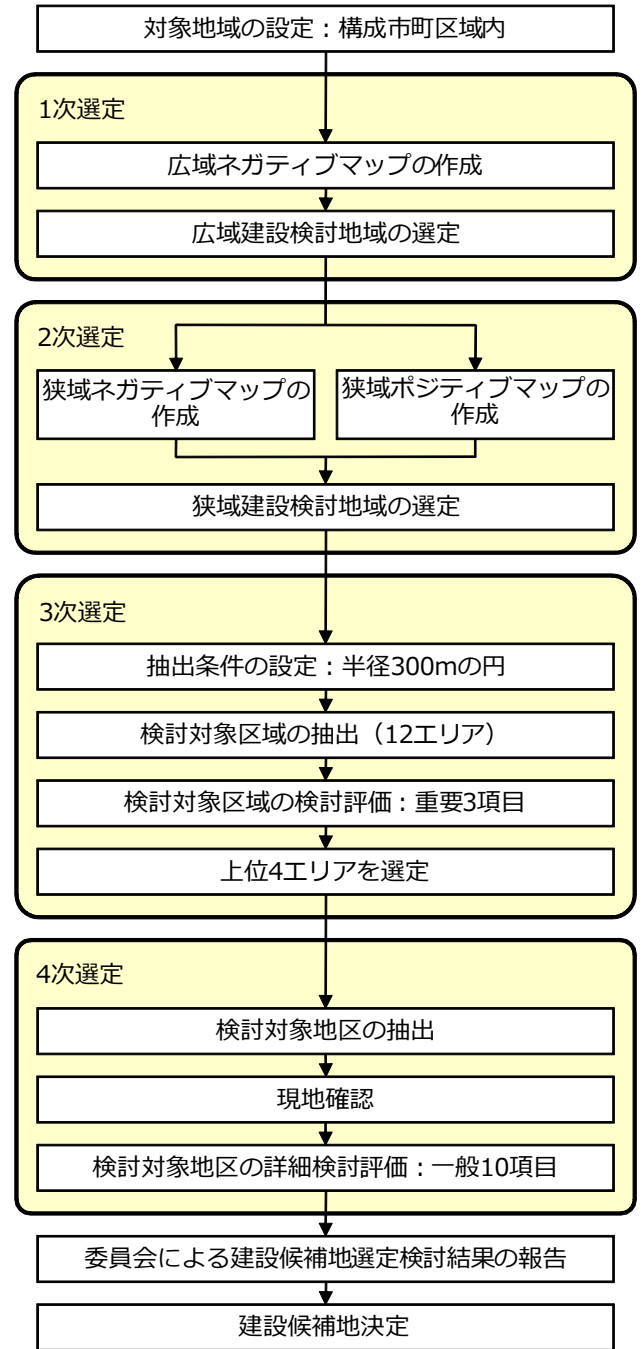 対象地域の設定：構成市町区域内
1次選定
広域ネガティブマップの作成
広域建設検討地域の選定
2次選定
狭域ネガティブマップの
作成
狭域ポジティブマップの
作成
狭域建設検討地域の選定
3次選定
抽出条件の設定：半径300mの円
検討対象区域の抽出（12エリア）
検討対象区域の検討評価：重要3項目
上位4エリアを選定
4次選定
検討対象地区の抽出
現地確認
検討対象地区の詳細検討評価：一般10項目
委員会による建設候補地選定検討結果の報告
建設候補地決定